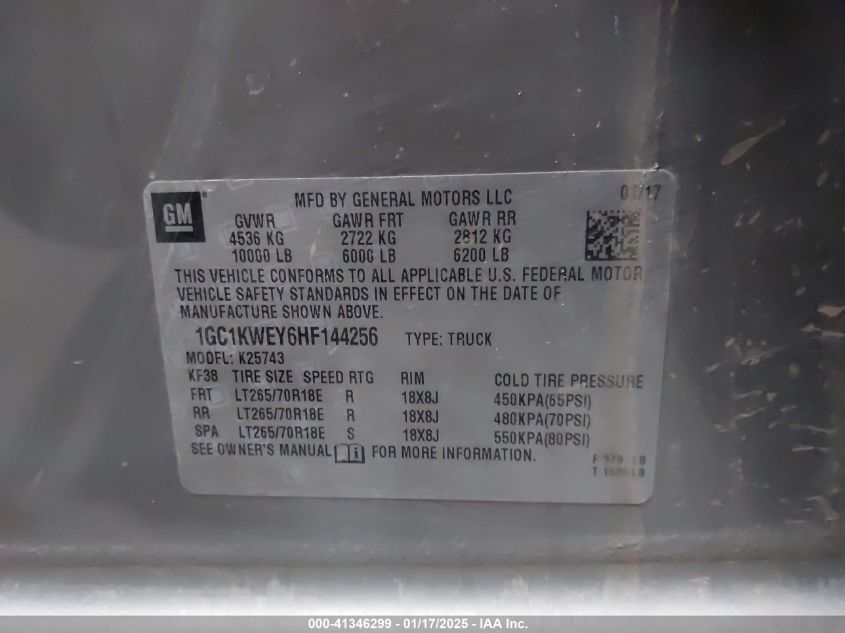 GM
MFD BY GENERAL MOTORS LLC 01/17
GVWR GAWR FRT GAWR RR
4536 KG 2722 KG 2812 KG
10000 LB 6000 LB 6200 LB
THIS VEHICLE CONFORMS TO ALL APPLICABLE U.S. FEDERAL MOTOR
VEHICLE SAFETY STANDARDS IN EFFECT ON THE DATE OF
MANUFACTURE SHOWN ABOVE.
1GC1KWEY6HF144256 TYPE: TRUCK
MODEL: K25743
KF38 TIRE SIZE SPEED RTG RIM COLD TIRE PRESSURE
FRT LT265/70R18E R 18X8J 450KPA(65PSI)
RR LT265/70R18E R 18X8J 480KPA(70PSI)
SPA LT265/70R18E S 18X8J 550KPA(80PSI)
SEE OWNER'S MANUAL FOR MORE INFORMATION.
F 979 LB
T LB
000-41346299 - 01/17/2025 - IAA Inc.